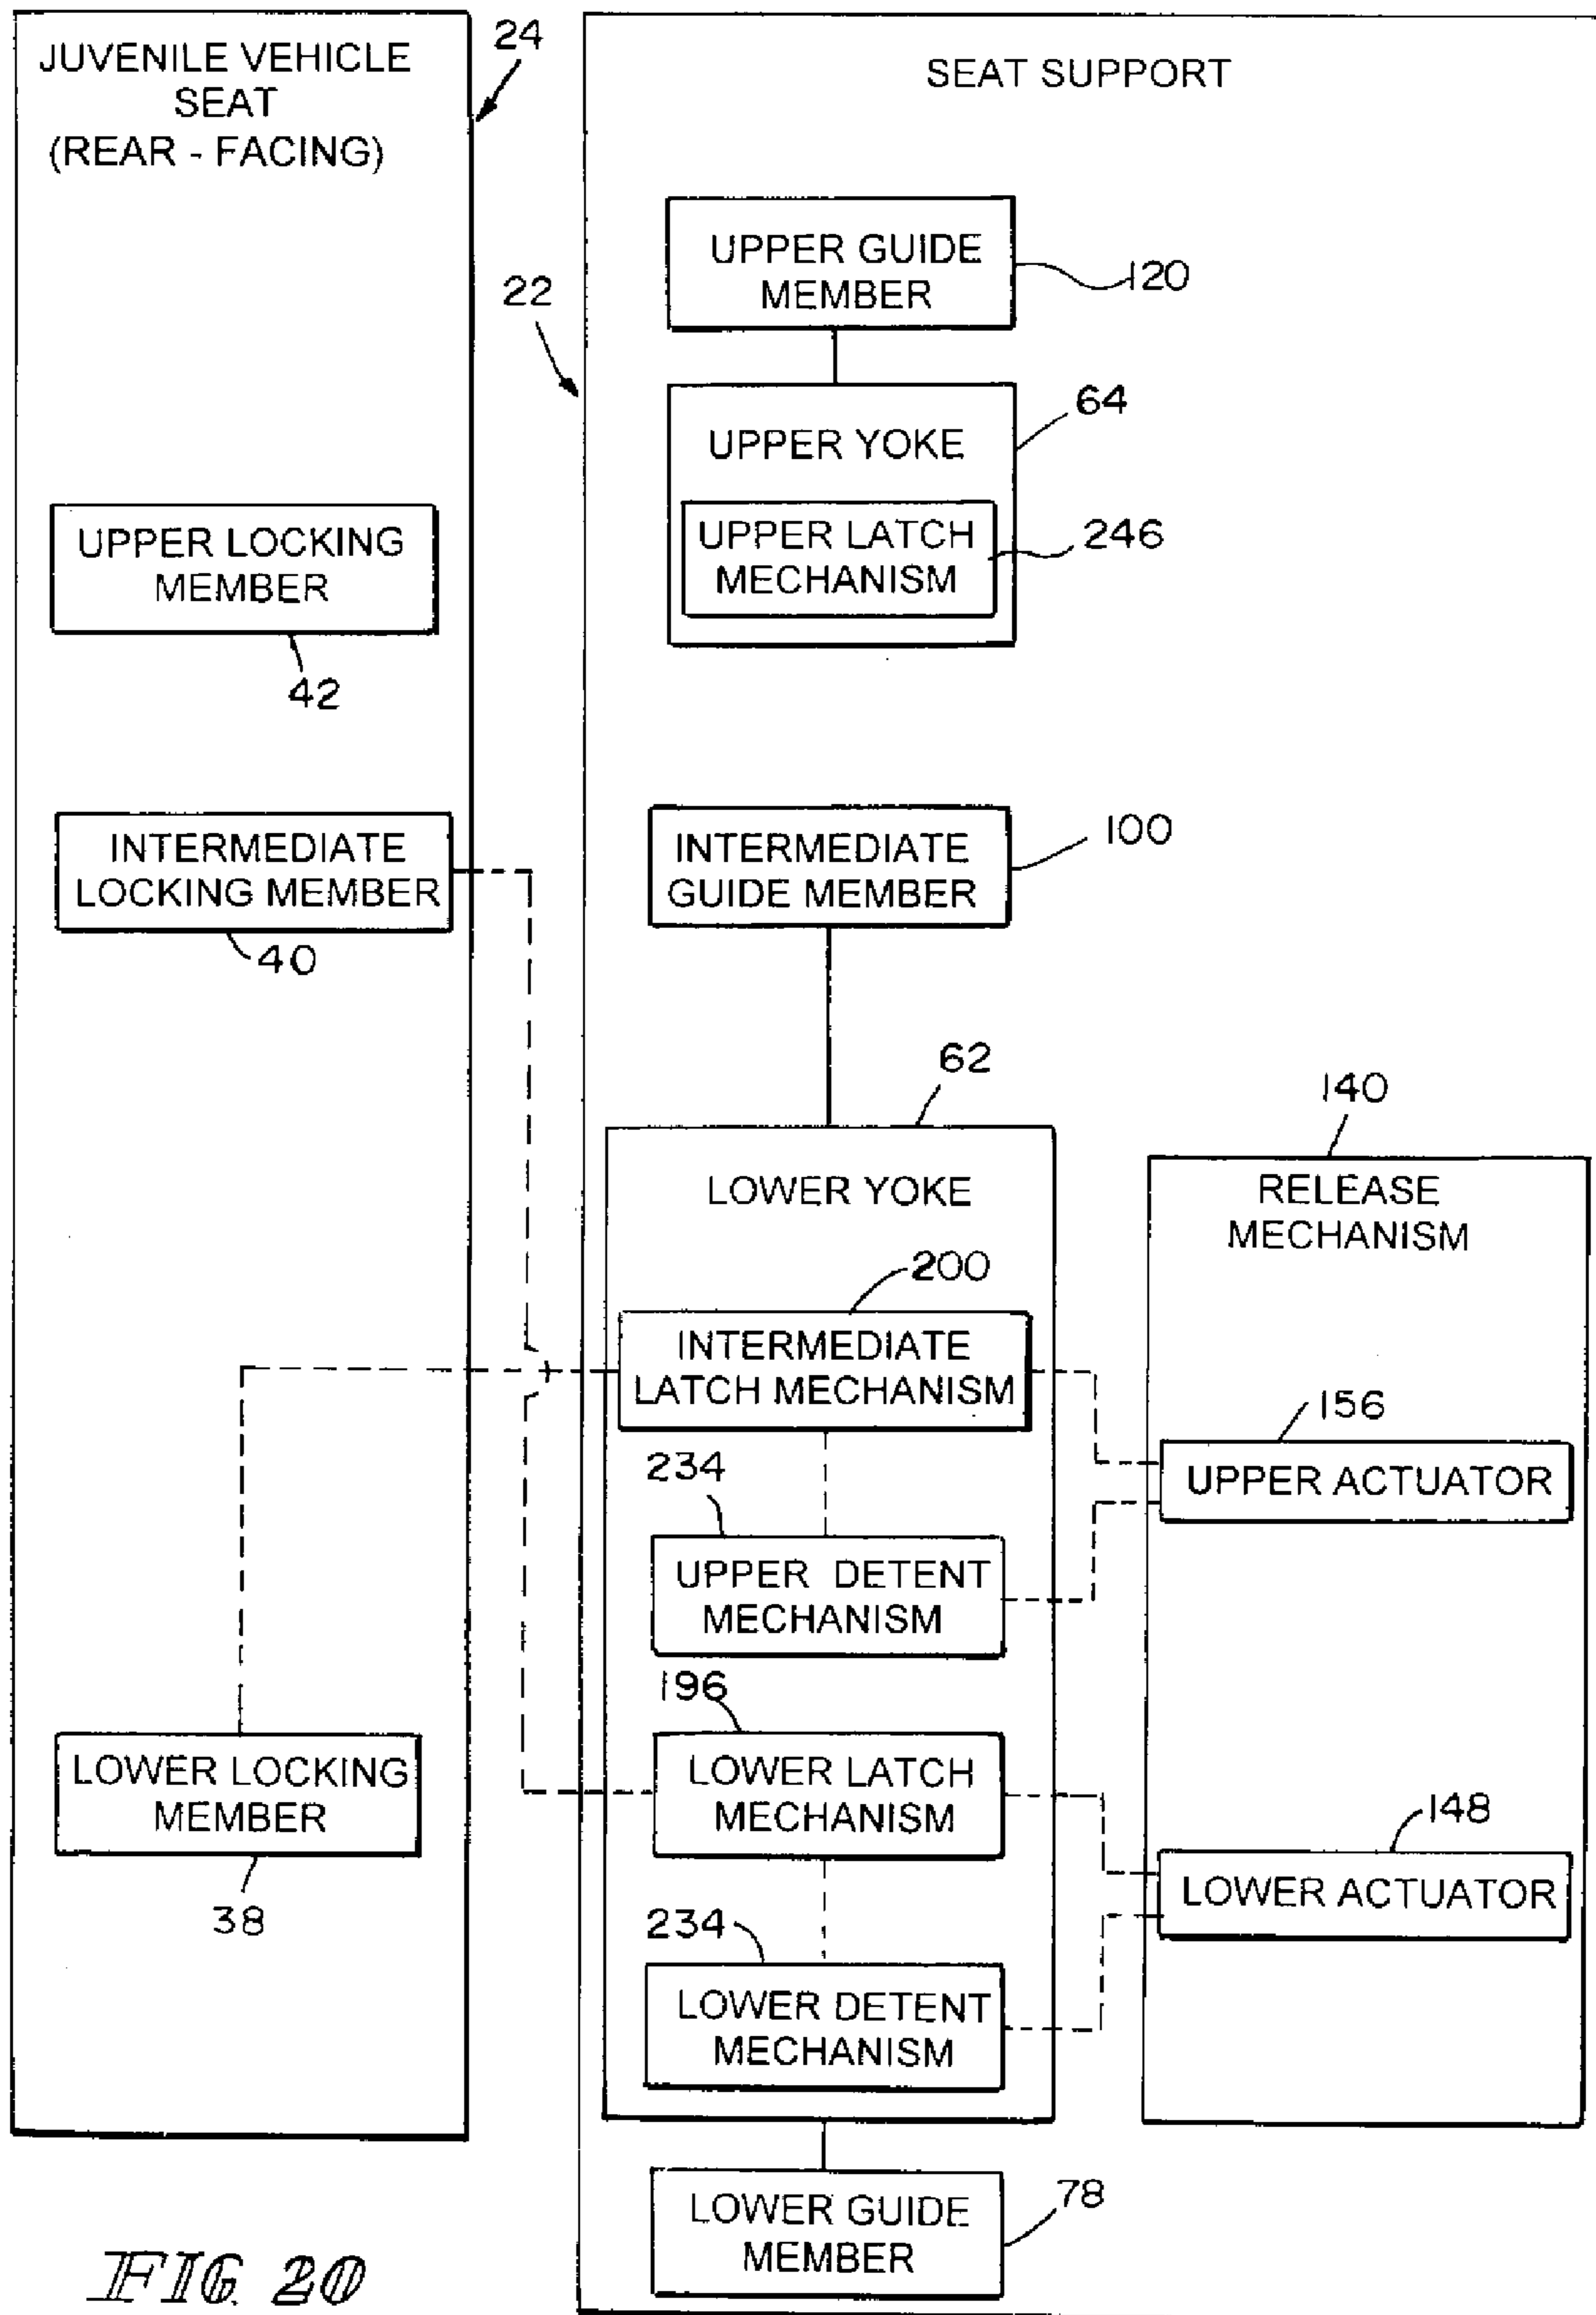 JUVENILE VEHICLE
SEAT
(REAR - FACING)
24
SEAT SUPPORT
22
UPPER GUIDE
MEMBER
120
UPPER YOKE
64
UPPER LATCH
MECHANISM
246
UPPER LOCKING
MEMBER
42
INTERMEDIATE
LOCKING MEMBER
40
INTERMEDIATE
GUIDE MEMBER
100
62
LOWER YOKE
140
RELEASE
MECHANISM
200
INTERMEDIATE
LATCH MECHANISM
156
UPPER ACTUATOR
234
UPPER DETENT
MECHANISM
196
LOWER LATCH
MECHANISM
LOWER LOCKING
MEMBER
38
148
LOWER ACTUATOR
234
LOWER DETENT
MECHANISM
LOWER GUIDE
MEMBER
78
FIG. 20